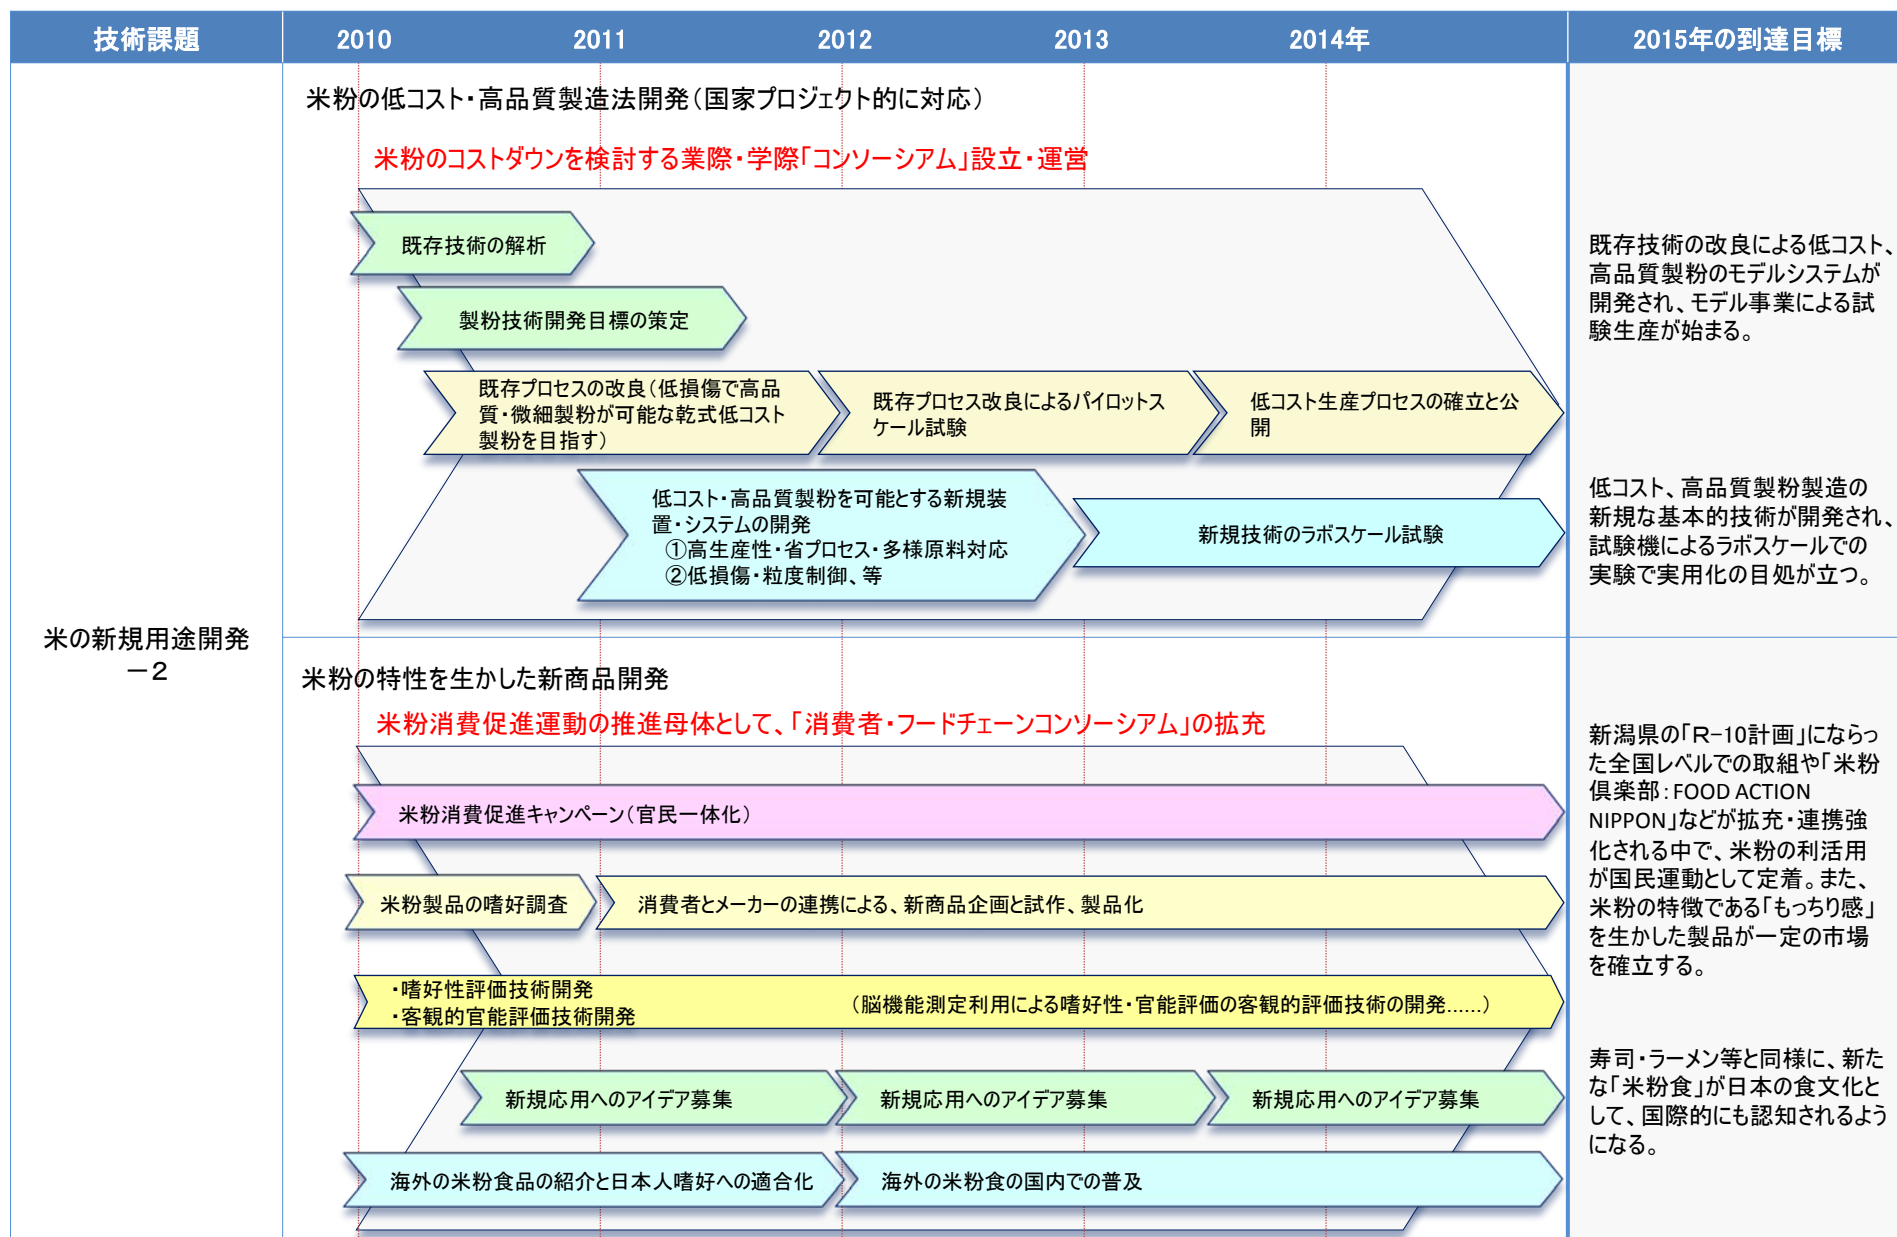 技術課題
2010
2011
2012
2013
2014年
2015年の到達目標
米の新規用途開発
－2
米粉の低コスト・高品質製造法開発（国家プロジェクト的に対応）
米粉のコストダウンを検討する業際・学際「コンソーシアム」設立・運営
既存技術の解析
製粉技術開発目標の策定
既存プロセスの改良（低損傷で高品
質・微細製粉が可能な乾式低コスト
製粉を目指す）
既存プロセス改良によるパイロットス
ケール試験
低コスト生産プロセスの確立と公
開
低コスト・高品質製粉を可能とする新規装
置・システムの開発
①高生産性・省プロセス・多様原料対応
②低損傷・粒度制御、等
新規技術のラボスケール試験
既存技術の改良による低コスト、
高品質製粉のモデルシステムが
開発され、モデル事業による試
験生産が始まる。
低コスト、高品質製粉製造の
新規な基本的技術が開発され、
試験機によるラボスケールでの
実験で実用化の目処が立つ。
米粉の特性を生かした新商品開発
米粉消費促進運動の推進母体として、「消費者・フードチェーンコンソーシアム」の拡充
米粉消費促進キャンペーン（官民一体化）
米粉製品の嗜好調査
消費者とメーカーの連携による、新商品企画と試作、製品化
・嗜好性評価技術開発
・客観的官能評価技術開発
（脳機能測定利用による嗜好性・官能評価の客観的評価技術の開発……）
新規応用へのアイデア募集
新規応用へのアイデア募集
新規応用へのアイデア募集
海外の米粉食品の紹介と日本人嗜好への適合化
海外の米粉食の国内での普及
新潟県の「R-10計画」にならっ
た全国レベルでの取組や「米粉
倶楽部：FOOD ACTION
NIPPON」などが拡充・連携強
化される中で、米粉の利活用
が国民運動として定着。また、
米粉の特徴である「もっちり感」
を生かした製品が一定の市場
を確立する。
寿司・ラーメン等と同様に、新た
な「米粉食」が日本の食文化と
して、国際的にも認知されるよう
になる。